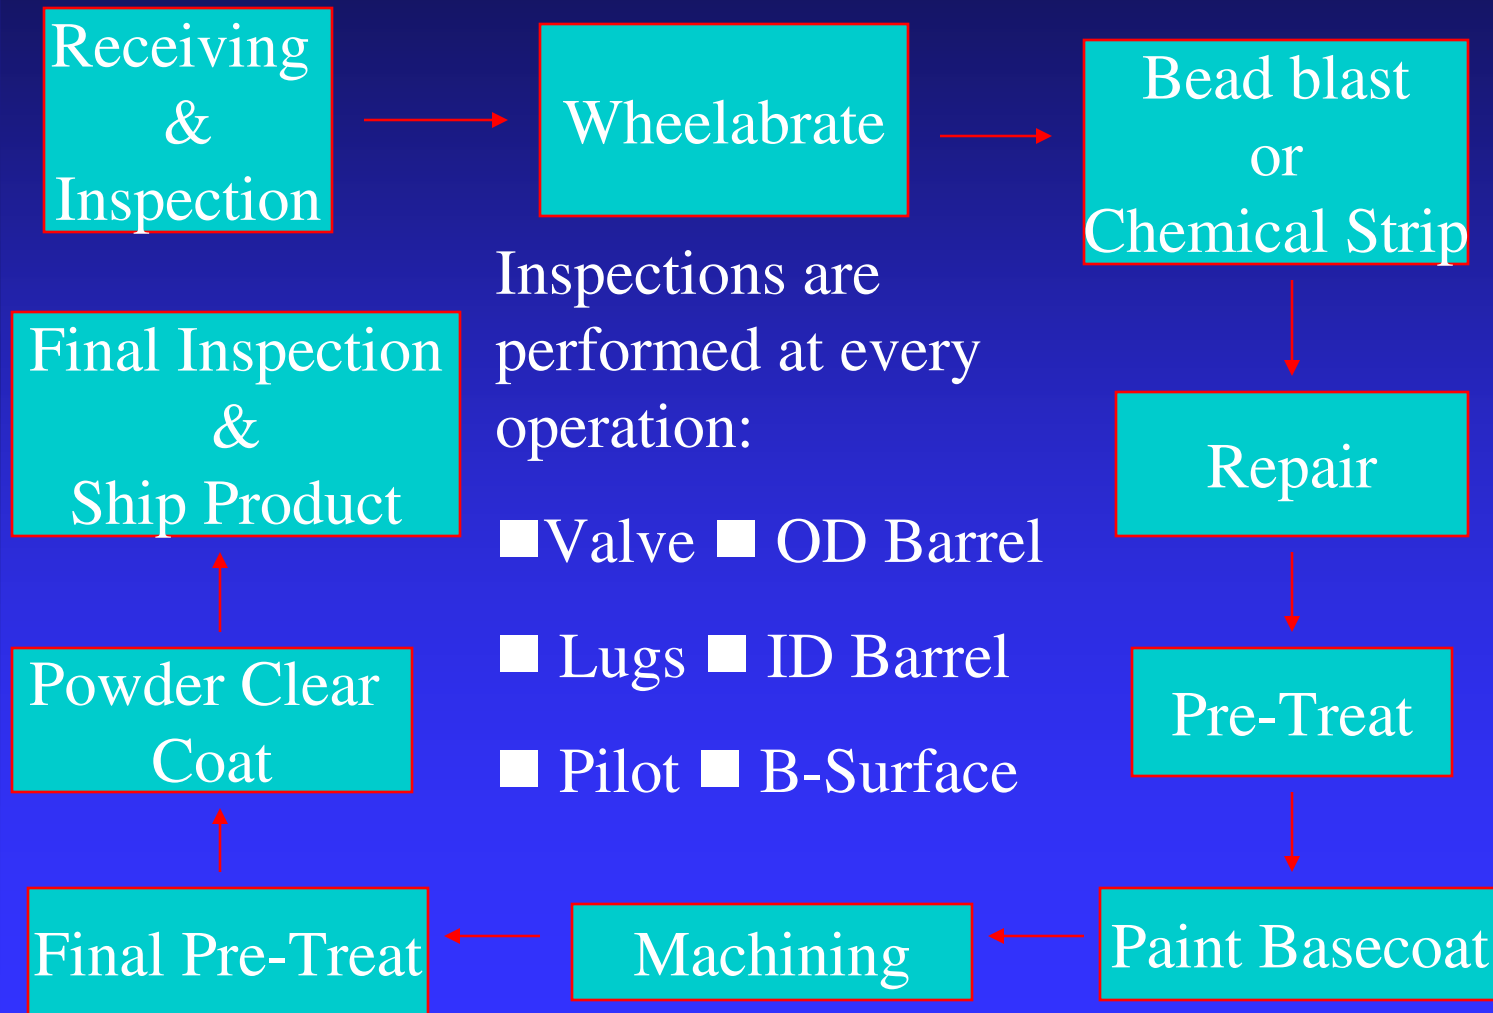 Receiving
&
Inspection
Wheelabrate
Bead blast
or
Chemical Strip
Inspections are
performed at every
operation:
■Valve ■ OD Barrel
■ Lugs ■ ID Barrel
■ Pilot ■ B-Surface
Repair
Pre-Treat
Paint Basecoat
Machining
Final Pre-Treat
Powder Clear
Coat
Final Inspection
&
Ship Product